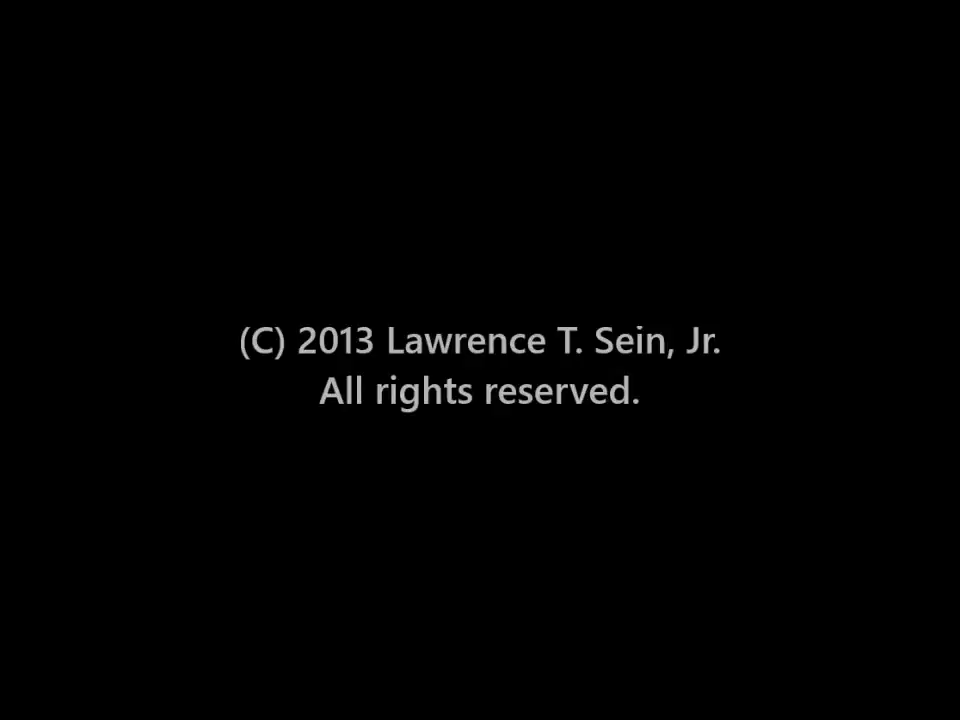 (C) 2013 Lawrence T. Sein, Jr.
All rights reserved.